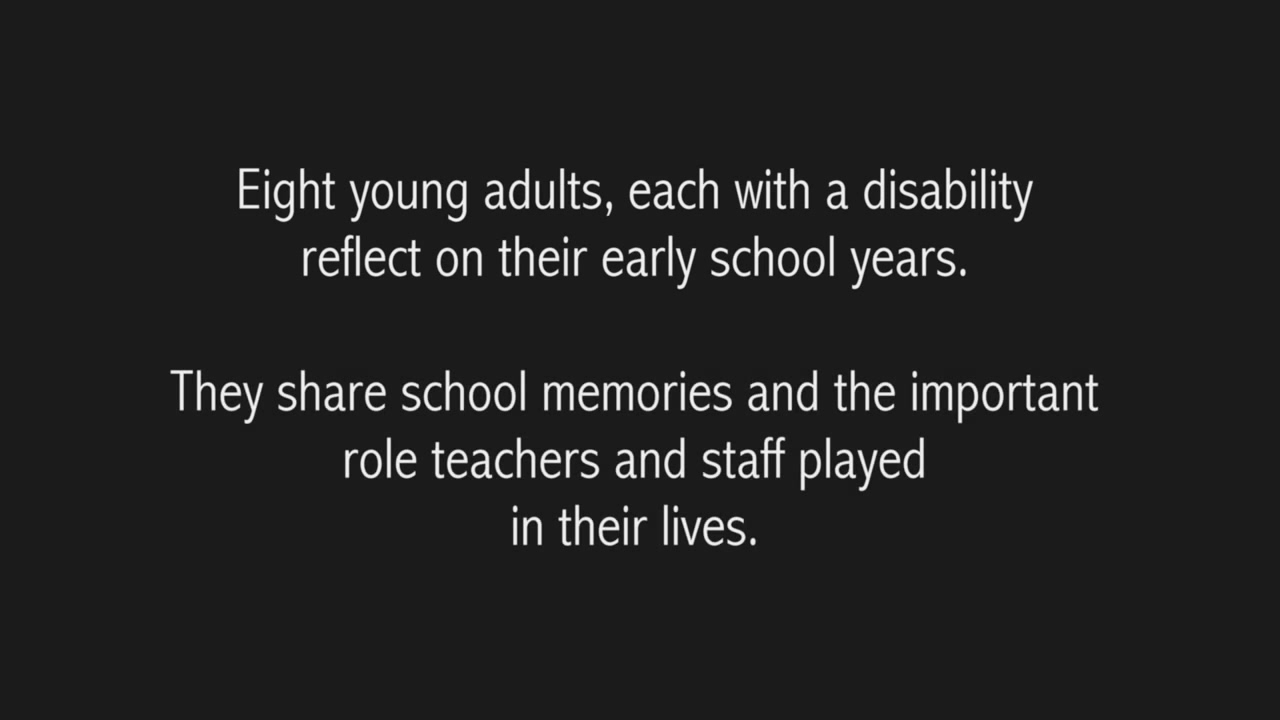 Eight young adults, each with a disability
reflect on their early school years.
They share school memories and the important
role teachers and staff played
in their lives.